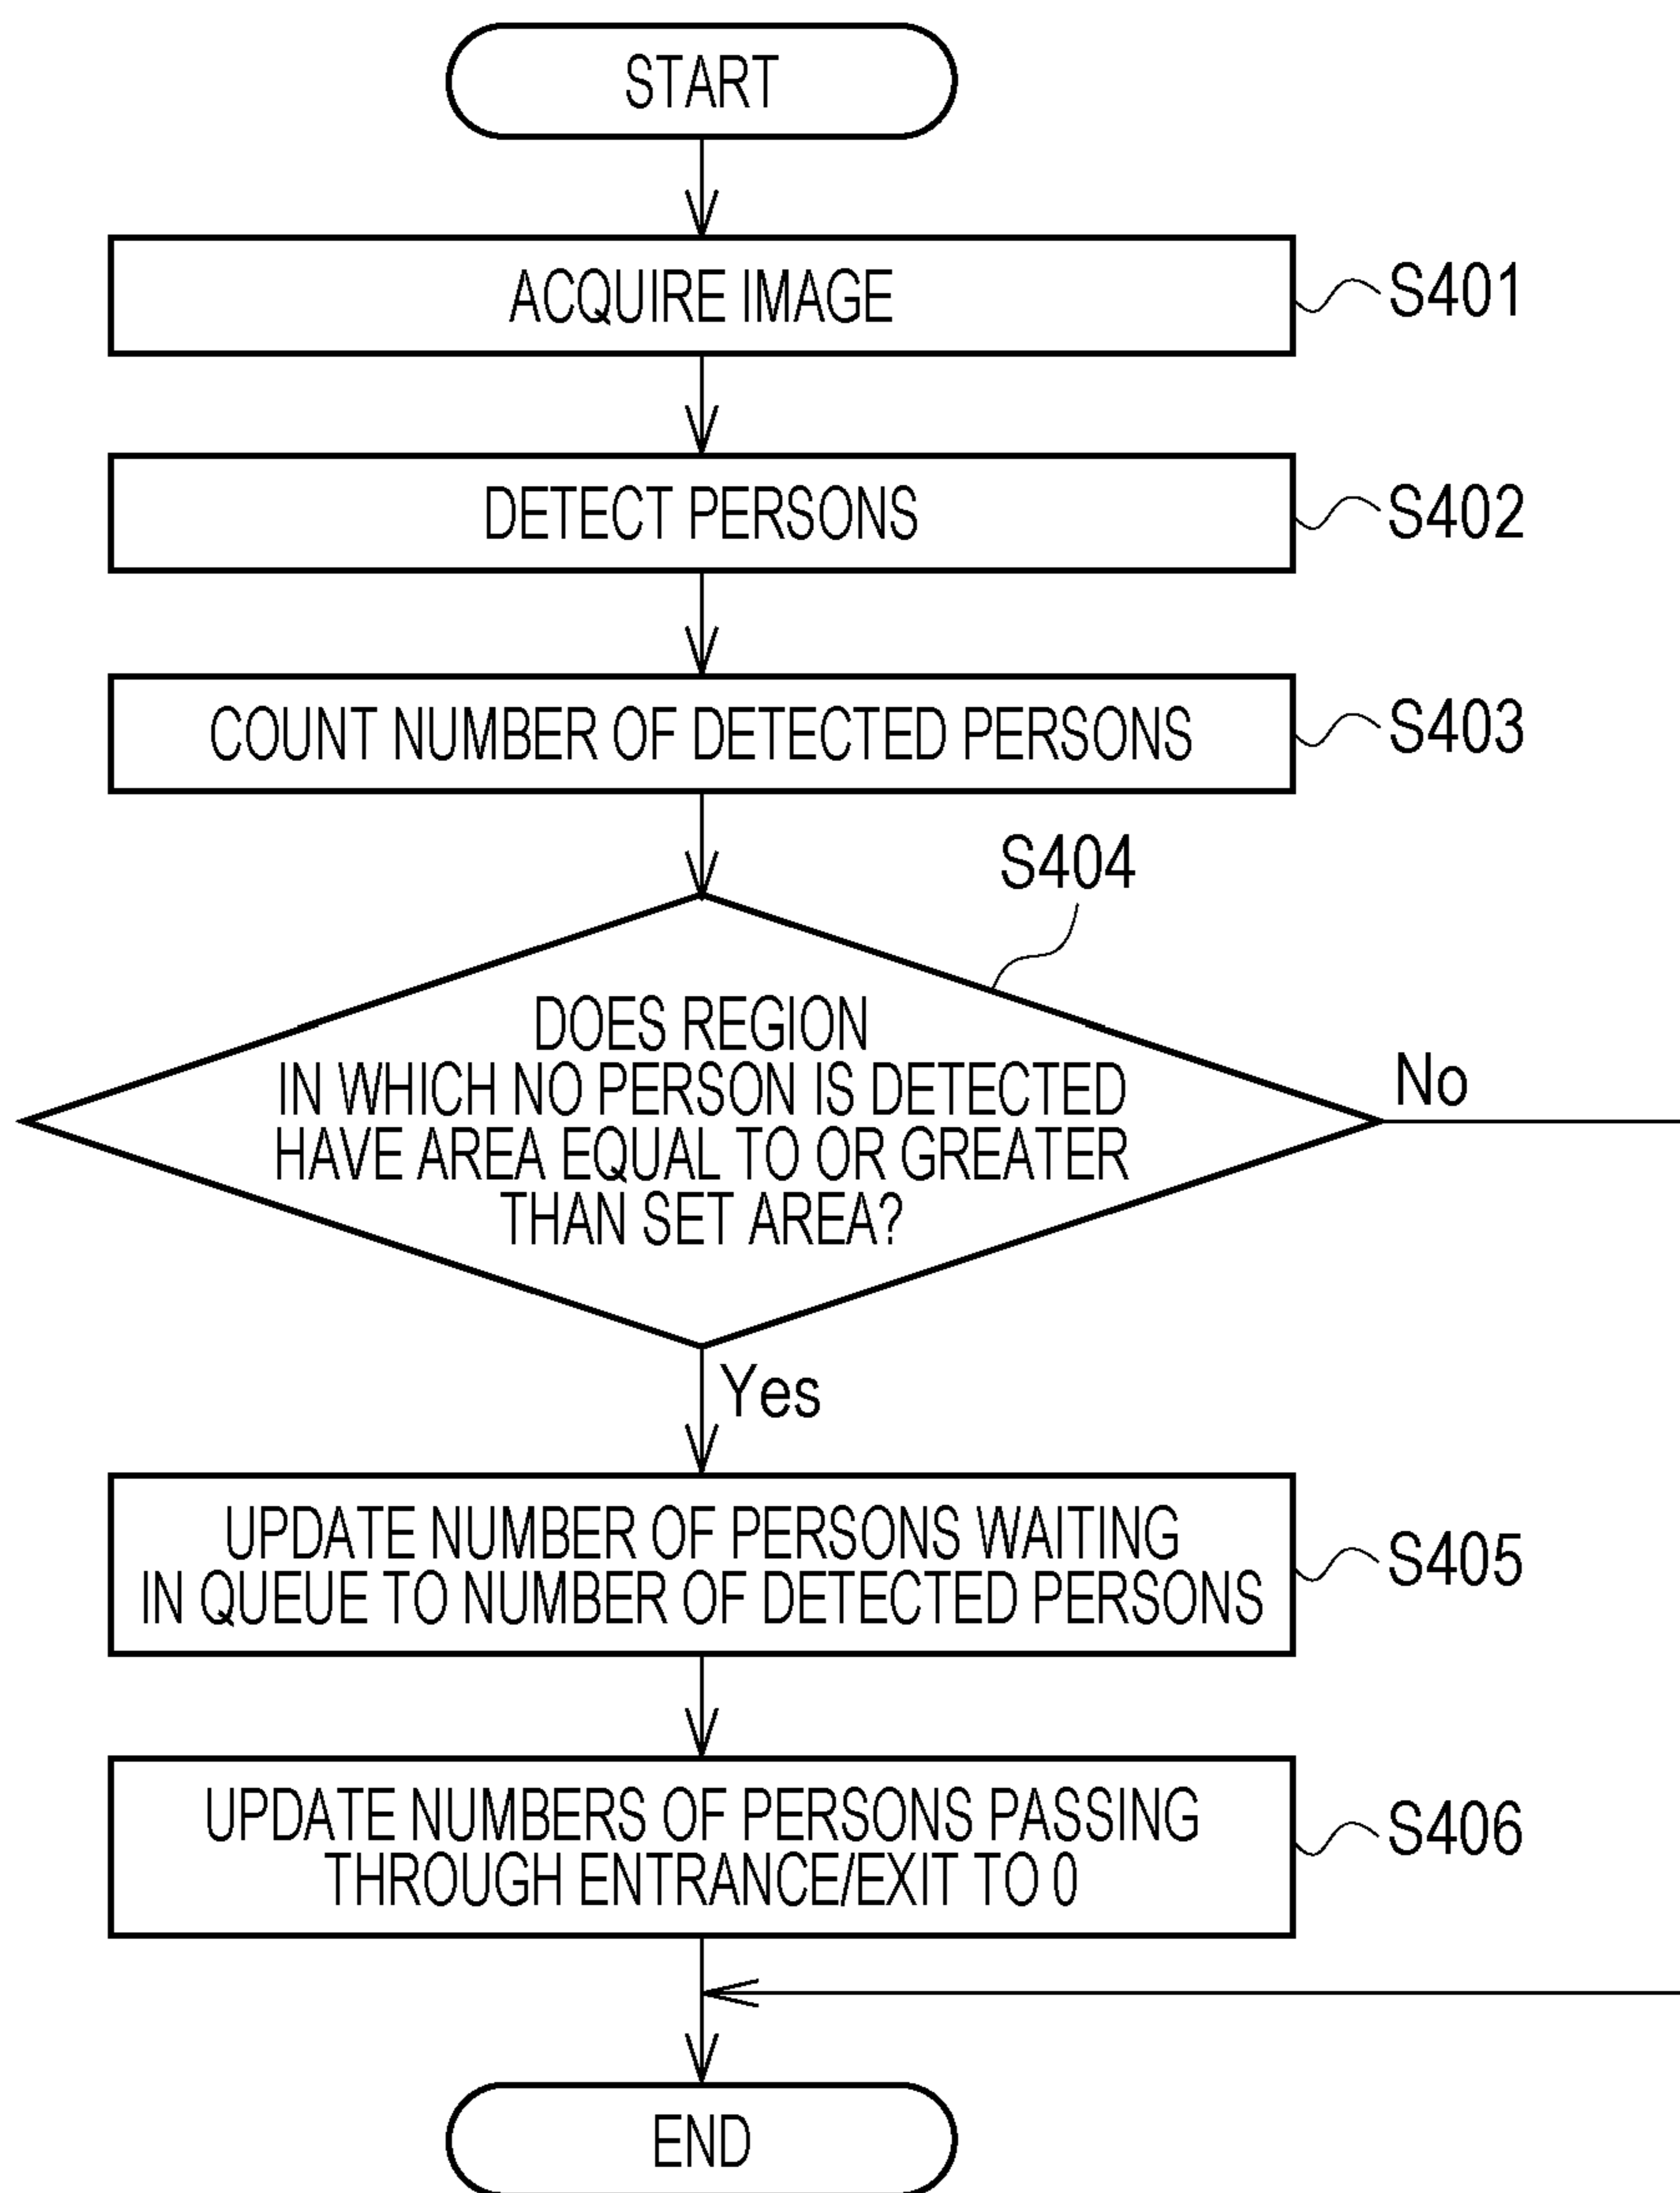 START
ACQUIRE IMAGE
S401
DETECT PERSONS
S402
COUNT NUMBER OF DETECTED PERSONS
S403
S404
DOES REGION
IN WHICH NO PERSON IS DETECTED
HAVE AREA EQUAL TO OR GREATER
THAN SET AREA?
No
Yes
UPDATE NUMBER OF PERSONS WAITING
IN QUEUE TO NUMBER OF DETECTED PERSONS
S405
UPDATE NUMBERS OF PERSONS PASSING
THROUGH ENTRANCE/EXIT TO 0
S406
END